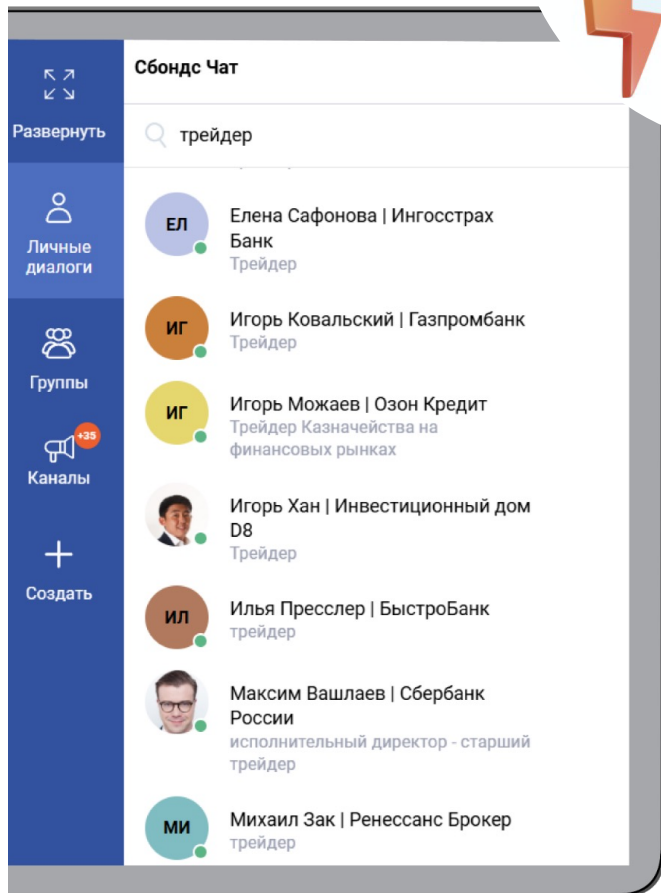 Развернуть
Личные
диалоги
Группы
+35
Каналы
Создать
Сбондс Чат
трейдер
ЕЛ
Елена Сафонова | Ингосстрах
Банк
Трейдер
ИГ
Игорь Ковальский | Газпромбанк
Трейдер
ИГ
Игорь Можаев | Озон Кредит
Трейдер Казначейства на
финансовых рынках
Игорь Хан | Инвестиционный дом
D8
Трейдер
ИЛ
Илья Пресслер | БыстроБанк
трейдер
Максим Вашлаев | Сбербанк
России
исполнительный директор - старший
трейдер
МИ
Михаил Зак | Ренессанс Брокер
трейдер